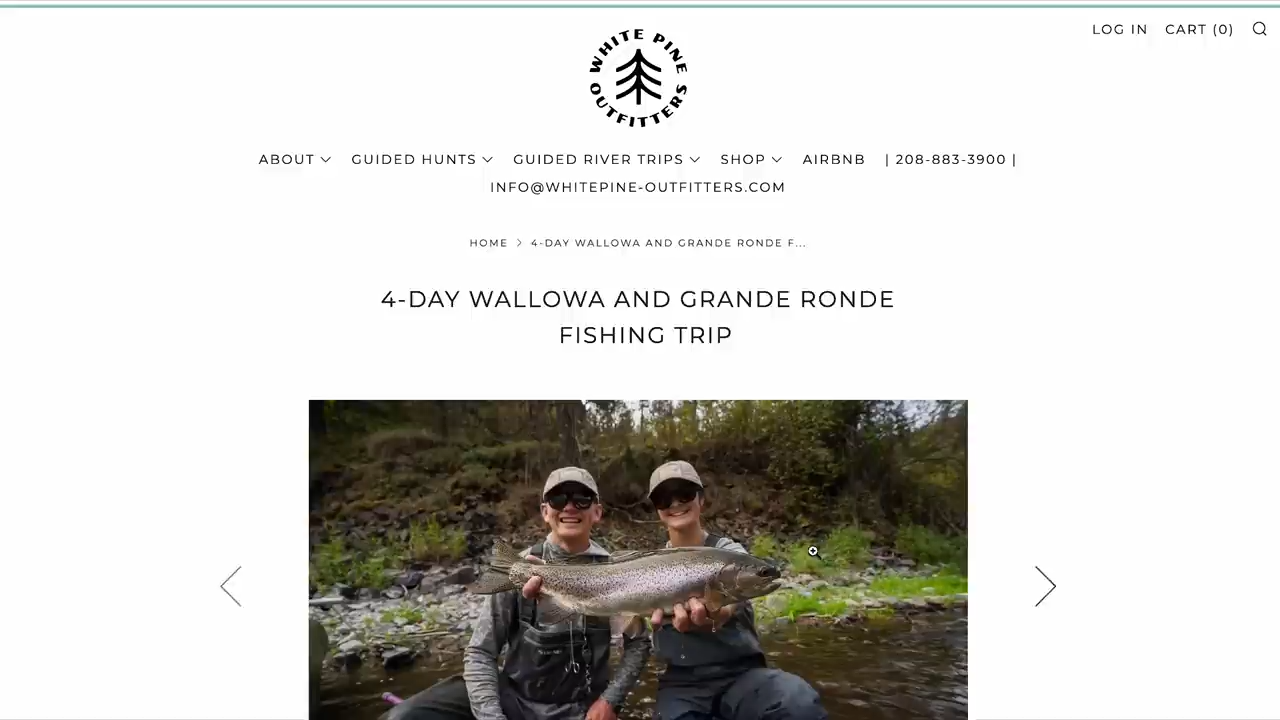 LOG IN CART (0)
WHITE PINE
OUTFITTERS
ABOUT GUIDED HUNTS GUIDED RIVER TRIPS SHOP AIRBNB | 208-883-3900 |
INFO@WHITEPINE-OUTFITTERS.COM
HOME > 4-DAY WALLOWA AND GRANDE RONDE F...
4-DAY WALLOWA AND GRANDE RONDE
FISHING TRIP